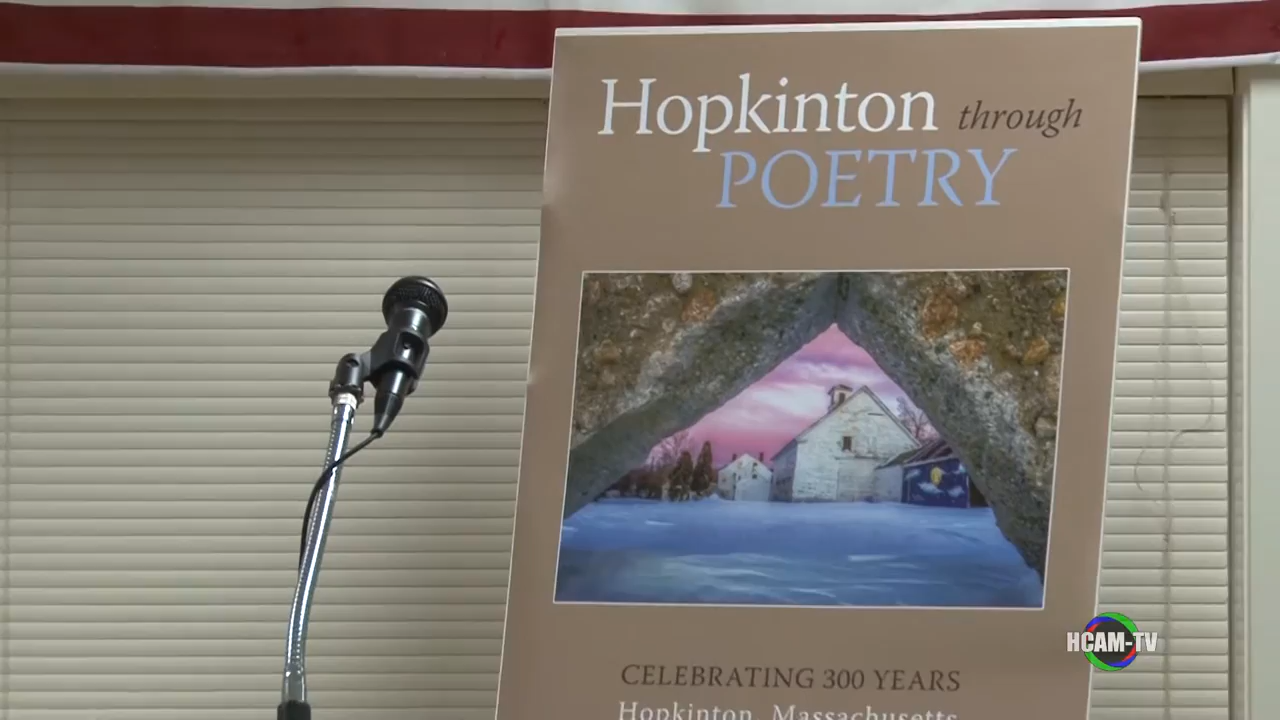 Hopkinton through
POETRY
CELEBRATING 300 YEARS
Hopkinton, Massachusetts
HCAM-TV